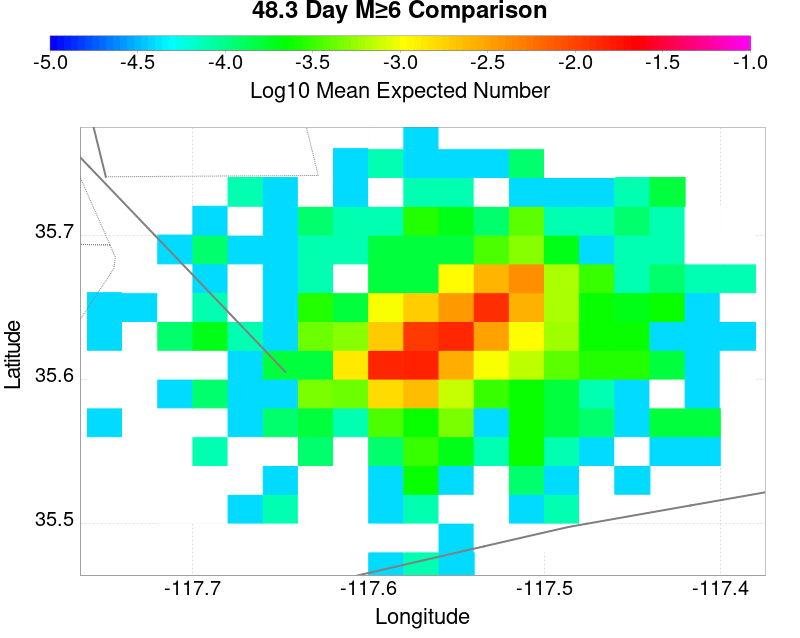 48.3 Day M≥6 Comparison
-5.0 -4.5 -4.0 -3.5 -3.0 -2.5 -2.0 -1.5 -1.0
Log10 Mean Expected Number
35.7
35.6
35.5
Latitude
-117.7 -117.6 -117.5 -117.4
Longitude